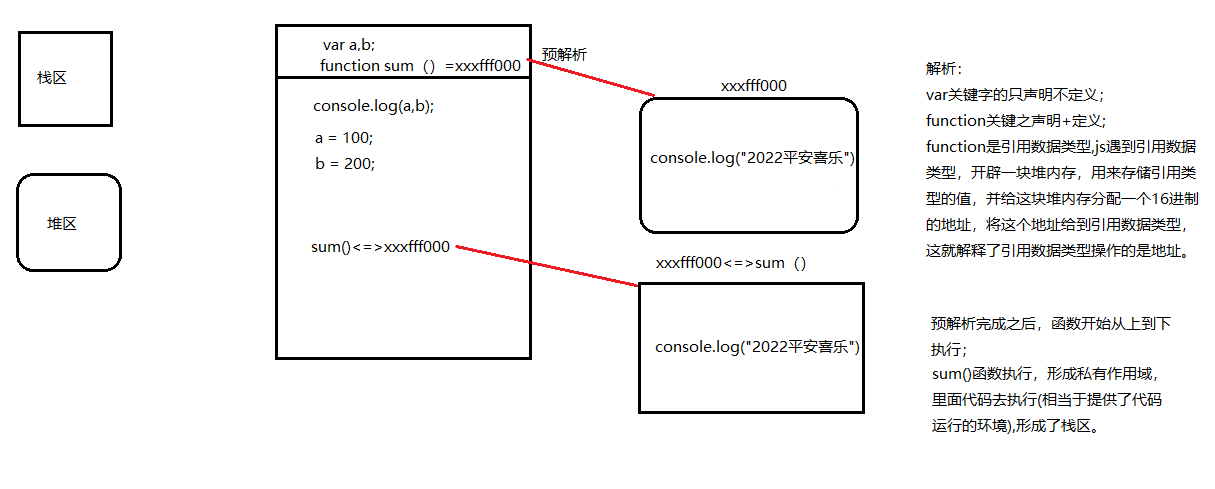 栈区
堆区
var a,b;
function sum（）=xxxfff000
console.log(a,b);
a = 100;
b = 200;
sum()<=>xxxfff000
预解析
xxxfff000
console.log("2022平安喜乐")
xxxfff000<=>sum（）
console.log("2022平安喜乐")
解析：
var关键字的只声明不定义；
function关键之声明+定义;
function是引用数据类型,js遇到引用数据
类型，开辟一块堆内存，用来存储引用类
型的值，并给这块堆内存分配一个16进制
的地址，将这个地址给到引用数据类型，
这就解释了引用数据类型操作的是地址。
预解析完成之后，函数开始从上到下
执行；
sum()函数执行，形成私有作用域，
里面代码去执行(相当于提供了代码
运行的环境),形成了栈区。